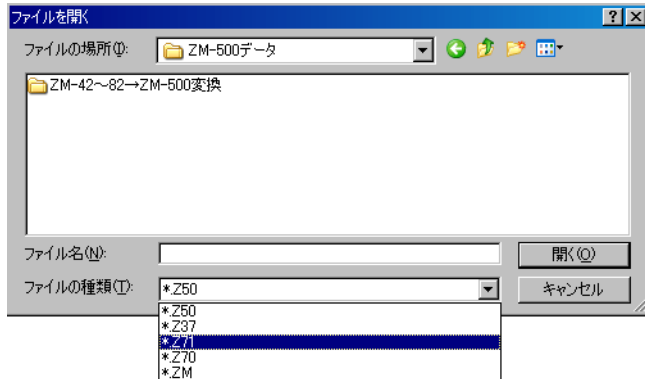 ファイルを開く
ファイルの場所(I): ZM-500データ
ZM-42～82→ZM-500変換
ファイル名(N): 開く(O)
ファイルの種類(T): *.Z50 キャンセル
*.Z50
*.Z37
*.Z71
*.Z70
*.ZM